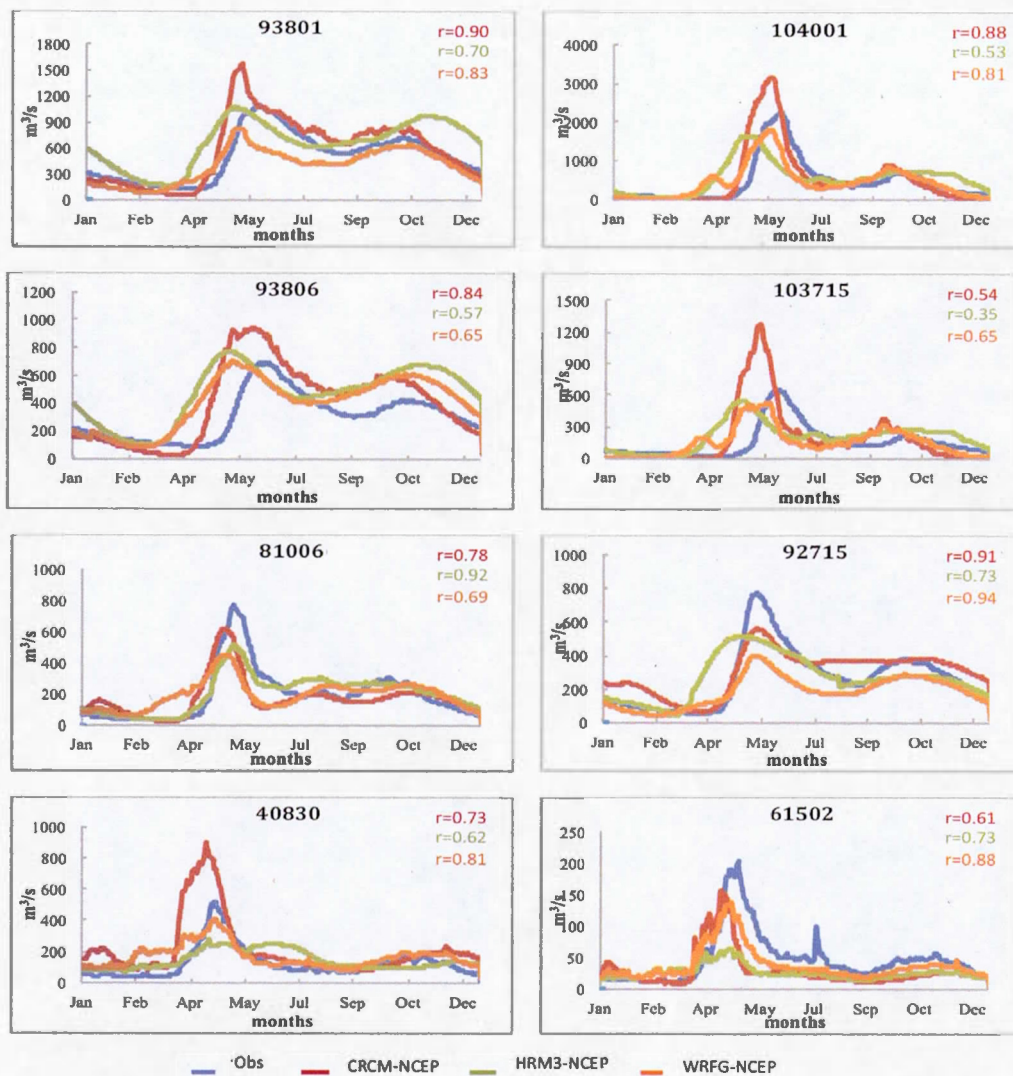 93801
r=0.90
r=0.70
r=0.83
1800
1500
1200
900
600
300
0
m³/s
Jan Feb Apr May Jul Sep Oct Dec
months
104001
r=0.88
r=0.53
r=0.81
4000
3000
2000
1000
0
m³/s
Jan Feb Apr May Jul Sep Oct Dec
months
93806
r=0.84
r=0.57
r=0.65
1200
1000
800
600
400
200
0
m³/s
Jan Feb Apr May Jul Sep Oct Dec
months
103715
r=0.54
r=0.35
r=0.65
1500
1200
900
600
300
0
m³/s
Jan Feb Apr May Jul Sep Oct Dec
months
81006
r=0.78
r=0.92
r=0.69
1000
800
600
400
200
0
m³/s
Jan Feb Apr May Jul Sep Oct Dec
months
92715
r=0.91
r=0.73
r=0.94
1000
800
600
400
200
0
m³/s
Jan Feb Apr May Jul Sep Oct Dec
months
40830
r=0.73
r=0.62
r=0.81
1000
800
600
400
200
0
m³/s
Jan Feb Apr May Jul Sep Oct Dec
months
61502
r=0.61
r=0.73
r=0.88
250
200
150
100
50
0
m³/s
Jan Feb Apr May Jul Sep Oct Dec
months
Obs CRCM-NCEP HRM3-NCEP WRFG-NCEP